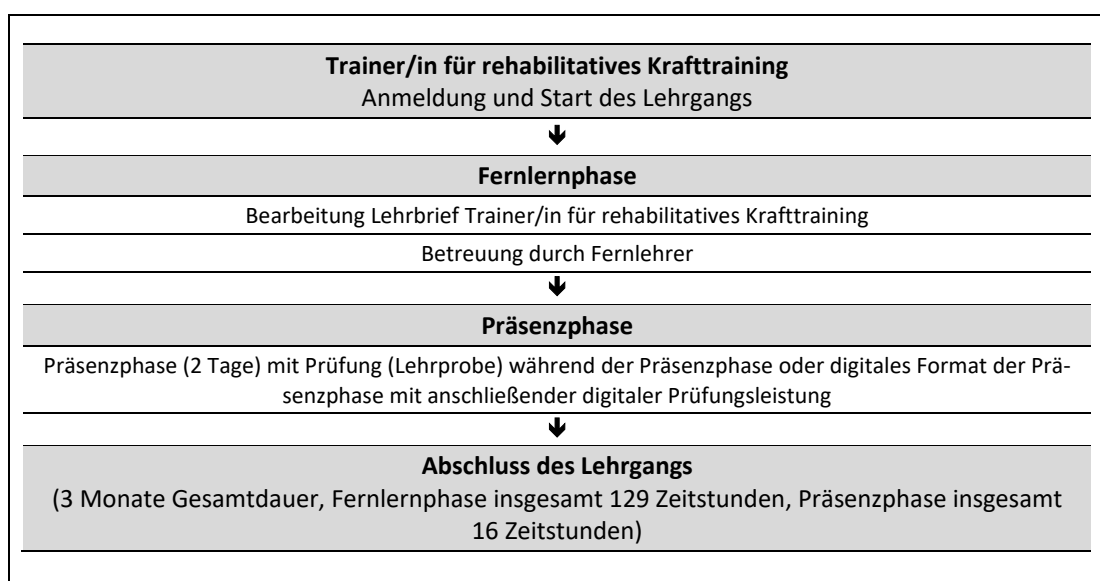 Trainer/in für rehabilitatives Krafttraining
Anmeldung und Start des Lehrgangs
🡻
Fernlernphase
Bearbeitung Lehrbrief Trainer/in für rehabilitatives Krafttraining
Betreuung durch Fernlehrer
🡻
Präsenzphase
Präsenzphase (2 Tage) mit Prüfung (Lehrprobe) während der Präsenzphase oder digitales Format der Prä-
senzphase mit anschließender digitaler Prüfungsleistung
🡻
Abschluss des Lehrgangs
(3 Monate Gesamtdauer, Fernlernphase insgesamt 129 Zeitstunden, Präsenzphase insgesamt
16 Zeitstunden)